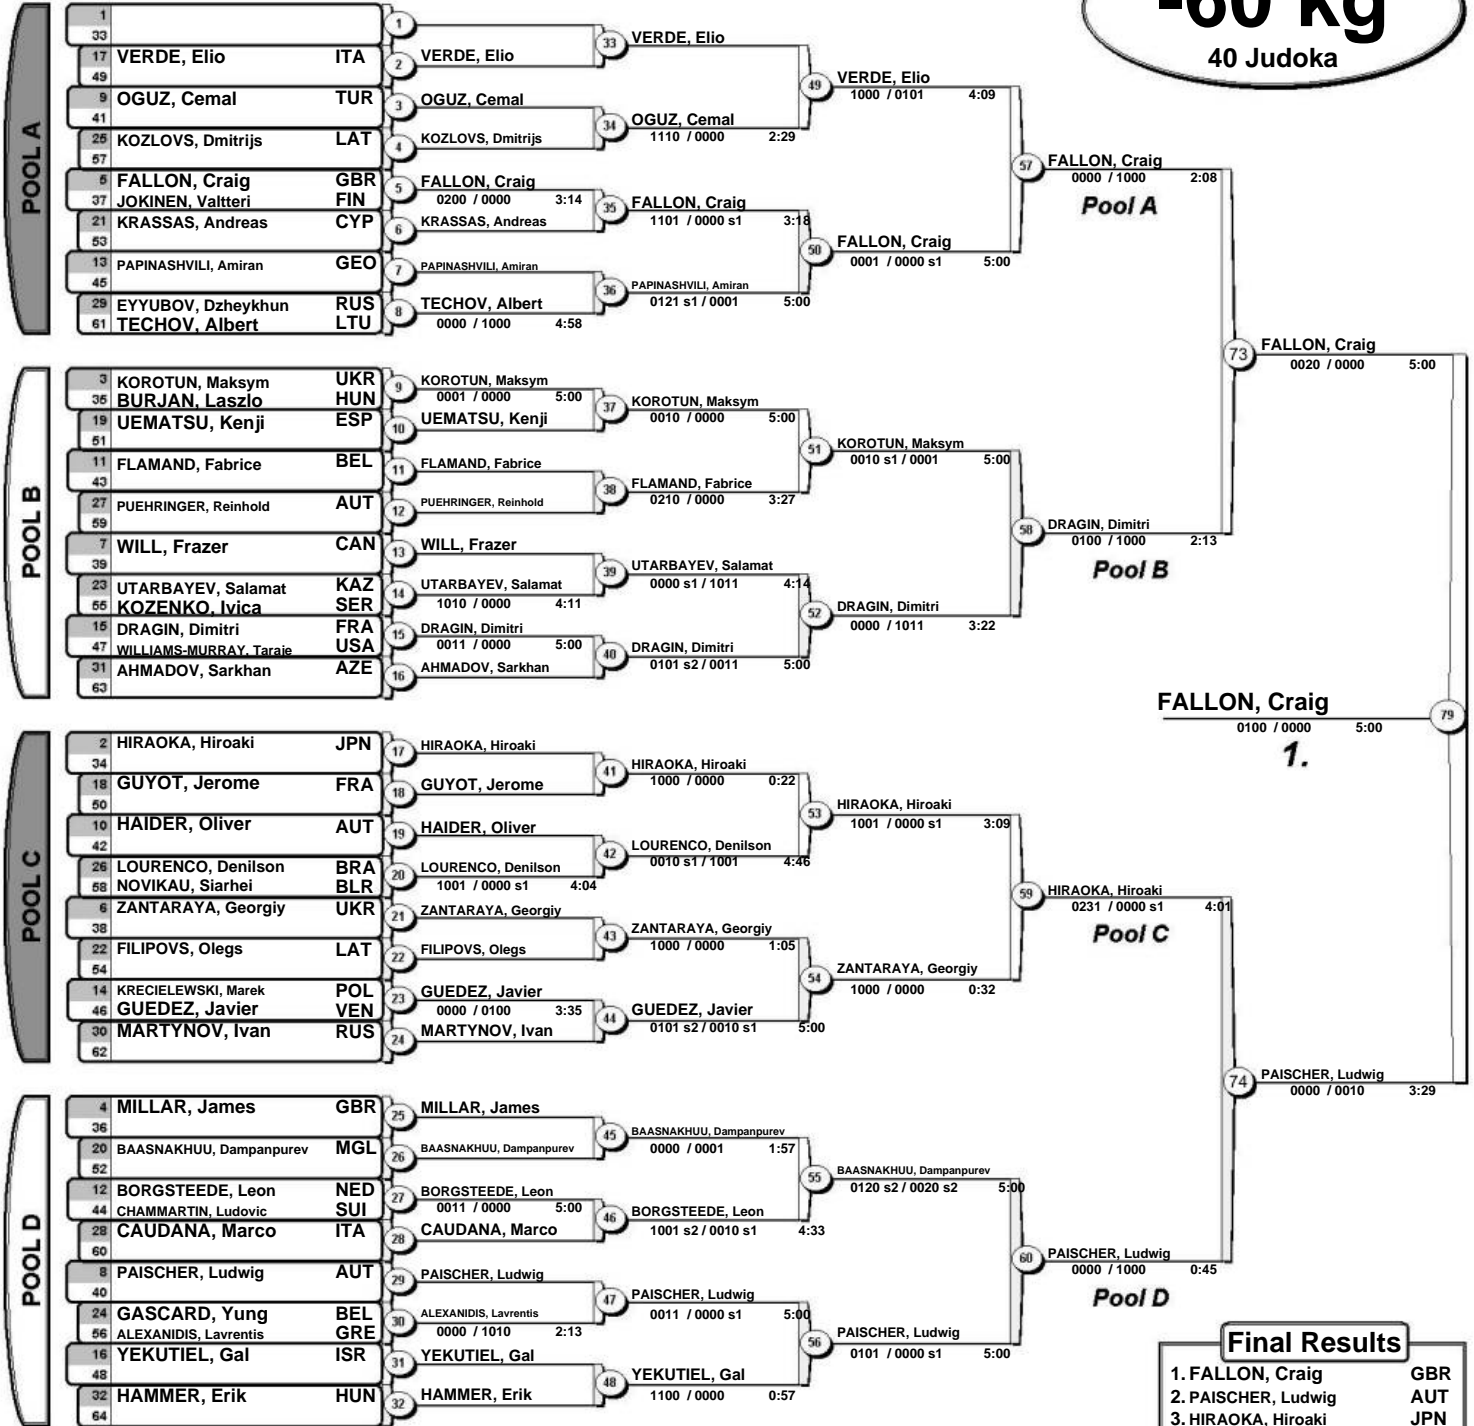 -60 kg
40 Judoka
POOL A
1
33
17 VERDE, Elio ITA
49
9 OGUZ, Cemal TUR
41
25 KOZLOVS, Dmitrijs LAT
57
5 FALLON, Craig GBR
37 JOKINEN, Valtteri FIN
21 KRASSAS, Andreas CYP
53
13 PAPINASHVILI, Amiran GEO
45
29 EYYUBOV, Dzheykhun RUS
61 TECHOV, Albert LTU
1
2 VERDE, Elio
3 OGUZ, Cemal
4 KOZLOVS, Dmitrijs
5 FALLON, Craig
0200 / 0000 3:14
6 KRASSAS, Andreas
7 PAPINASHVILI, Amiran
8 TECHOV, Albert
0000 / 1000 4:58
33 VERDE, Elio
34 OGUZ, Cemal
1110 / 0000 2:29
35 FALLON, Craig
1101 / 0000 s1 3:18
36 PAPINASHVILI, Amiran
0121 s1 / 0001 5:00
49 VERDE, Elio
1000 / 0101 4:09
50 FALLON, Craig
0001 / 0000 s1 5:00
57 FALLON, Craig
0000 / 1000 2:08
Pool A
POOL B
3 KOROTUN, Maksym UKR
35 BURJAN, Laszlo HUN
19 UEMATSU, Kenji ESP
51
11 FLAMAND, Fabrice BEL
43
27 PUEHRINGER, Reinhold AUT
59
7 WILL, Frazer CAN
39
23 UTARBAYEV, Salamat KAZ
55 KOZENKO, Ivica SER
15 DRAGIN, Dimitri FRA
47 WILLIAMS-MURRAY, Taraje USA
31 AHMADOV, Sarkhan AZE
63
9 KOROTUN, Maksym
0001 / 0000 5:00
10 UEMATSU, Kenji
11 FLAMAND, Fabrice
12 PUEHRINGER, Reinhold
13 WILL, Frazer
14 UTARBAYEV, Salamat
1010 / 0000 4:11
15 DRAGIN, Dimitri
0011 / 0000 5:00
16 AHMADOV, Sarkhan
37 KOROTUN, Maksym
0010 / 0000 5:00
38 FLAMAND, Fabrice
0210 / 0000 3:27
39 UTARBAYEV, Salamat
0000 s1 / 1011 4:14
40 DRAGIN, Dimitri
0101 s2 / 0011 5:00
51 KOROTUN, Maksym
0010 s1 / 0001 5:00
52 DRAGIN, Dimitri
0000 / 1011 3:22
58 DRAGIN, Dimitri
0100 / 1000 2:13
Pool B
73 FALLON, Craig
0020 / 0000 5:00
FALLON, Craig 79
0100 / 0000 5:00
1.
POOL C
2 HIRAOKA, Hiroaki JPN
34
18 GUYOT, Jerome FRA
50
10 HAIDER, Oliver AUT
42
26 LOURENCO, Denilson BRA
58 NOVIKAU, Siarhei BLR
6 ZANTARAYA, Georgiy UKR
38
22 FILIPOVS, Olegs LAT
54
14 KRECIELEWSKI, Marek POL
46 GUEDEZ, Javier VEN
30 MARTYNOV, Ivan RUS
62
17 HIRAOKA, Hiroaki
18 GUYOT, Jerome
19 HAIDER, Oliver
20 LOURENCO, Denilson
1001 / 0000 s1 4:04
21 ZANTARAYA, Georgiy
22 FILIPOVS, Olegs
23 GUEDEZ, Javier
0000 / 0100 3:35
24 MARTYNOV, Ivan
41 HIRAOKA, Hiroaki
1000 / 0000 0:22
42 LOURENCO, Denilson
0010 s1 / 1001 4:46
43 ZANTARAYA, Georgiy
1000 / 0000 1:05
44 GUEDEZ, Javier
0101 s2 / 0010 s1 5:00
53 HIRAOKA, Hiroaki
1001 / 0000 s1 3:09
54 ZANTARAYA, Georgiy
1000 / 0000 0:32
59 HIRAOKA, Hiroaki
0231 / 0000 s1 4:01
Pool C
POOL D
4 MILLAR, James GBR
36
20 BAASNAKHUU, Dampanpurev MGL
52
12 BORGSTEEDE, Leon NED
44 CHAMMARTIN, Ludovic SUI
28 CAUDANA, Marco ITA
60
8 PAISCHER, Ludwig AUT
40
24 GASCARD, Yung BEL
56 ALEXANIDIS, Lavrentis GRE
16 YEKUTIEL, Gal ISR
48
32 HAMMER, Erik HUN
64
25 MILLAR, James
26 BAASNAKHUU, Dampanpurev
27 BORGSTEEDE, Leon
0011 / 0000 5:00
28 CAUDANA, Marco
29 PAISCHER, Ludwig
30 ALEXANIDIS, Lavrentis
0000 / 1010 2:13
31 YEKUTIEL, Gal
32 HAMMER, Erik
45 BAASNAKHUU, Dampanpurev
0000 / 0001 1:57
46 BORGSTEEDE, Leon
1001 s2 / 0010 s1 4:33
47 PAISCHER, Ludwig
0011 / 0000 s1 5:00
48 YEKUTIEL, Gal
1100 / 0000 0:57
55 BAASNAKHUU, Dampanpurev
0120 s2 / 0020 s2 5:00
56 PAISCHER, Ludwig
0101 / 0000 s1 5:00
60 PAISCHER, Ludwig
0000 / 1000 0:45
Pool D
74 PAISCHER, Ludwig
0000 / 0010 3:29
Final Results
1. FALLON, Craig GBR
2. PAISCHER, Ludwig AUT
3. HIRAOKA, Hiroaki JPN